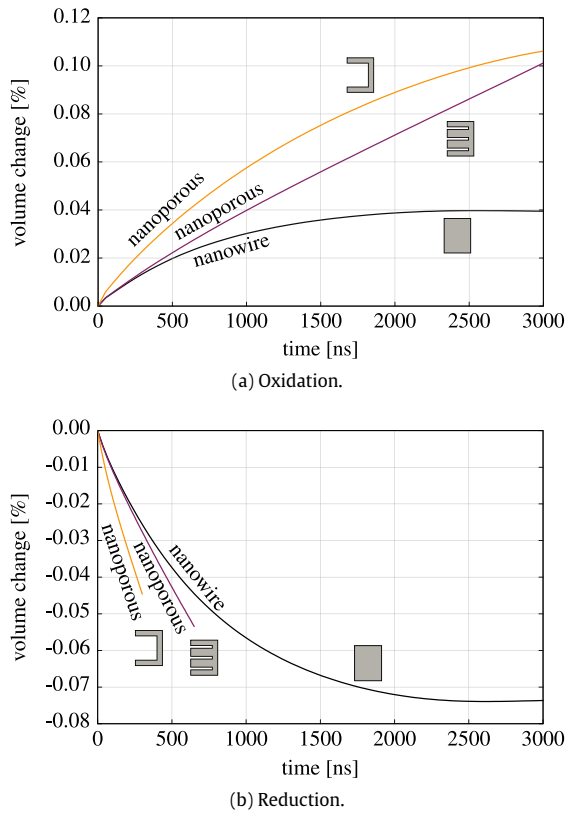 0.12
0.10
0.08
0.06
0.04
0.02
0.00
volume change [%]
nanoporous
nanoporous
nanowire
0 500 1000 1500 2000 2500 3000
time [ns]
(a) Oxidation.
0.00
-0.01
-0.02
-0.03
-0.04
-0.05
-0.06
-0.07
-0.08
volume change [%]
nanoporous
nanoporous
nanowire
0 500 1000 1500 2000 2500 3000
time [ns]
(b) Reduction.